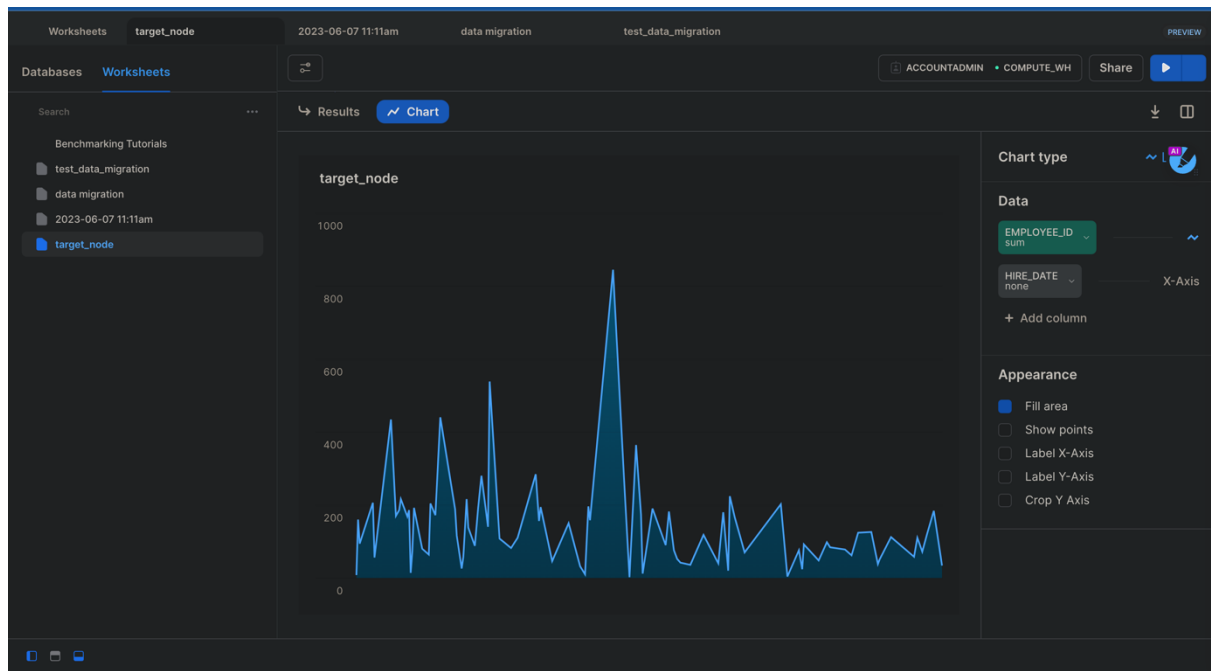 Worksheets target_node 2023-06-07 11:11am data migration test_data_migration PREVIEW
Databases Worksheets
ACCOUNTADMIN • COMPUTE_WH Share
Search ...
Results Chart
Benchmarking Tutorials
test_data_migration
data migration
2023-06-07 11:11am
target_node
target_node
1000
800
600
400
200
0
Chart type
AI
Data
EMPLOYEE_ID
sum
HIRE_DATE
none
X-Axis
+ Add column
Appearance
Fill area
Show points
Label X-Axis
Label Y-Axis
Crop Y Axis